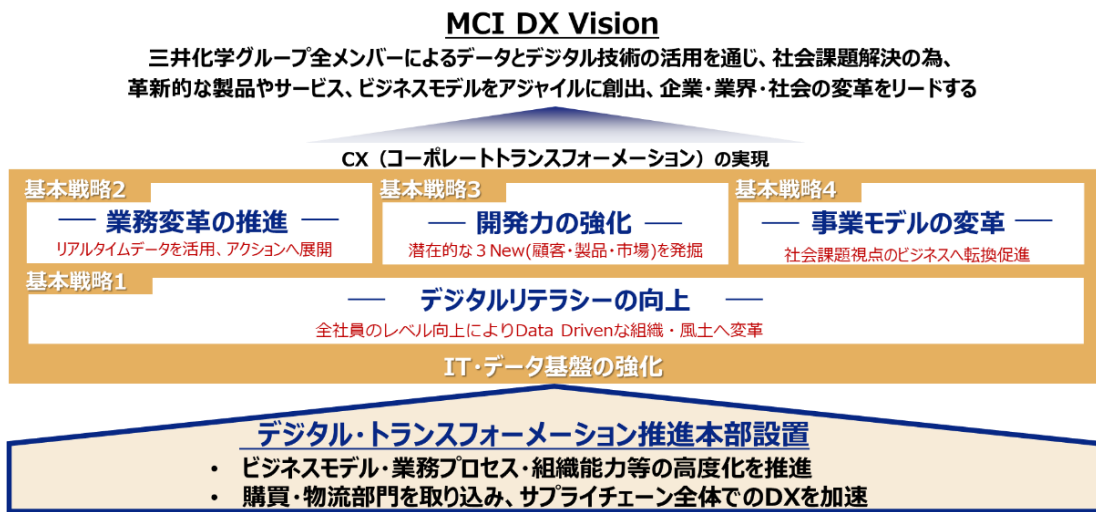 MCI DX Vision
三井化学グループ全メンバーによるデータとデジタル技術の活用を通じ、社会課題解決の為、
革新的な製品やサービス、ビジネスモデルをアジャイルに創出、企業・業界・社会の変革をリードする
CX（コーポレートトランスフォーメーション）の実現
基本戦略2
業務変革の推進
リアルタイムデータを活用、アクションへ展開
基本戦略3
開発力の強化
潜在的な３New(顧客・製品・市場)を発掘
基本戦略4
事業モデルの変革
社会課題視点のビジネスへ転換促進
基本戦略1
デジタルリテラシーの向上
全社員のレベル向上によりData Drivenな組織・風土へ変革
IT・データ基盤の強化
デジタル・トランスフォーメーション推進本部設置
• ビジネスモデル・業務プロセス・組織能力等の高度化を推進
• 購買・物流部門を取り込み、サプライチェーン全体でのDXを加速